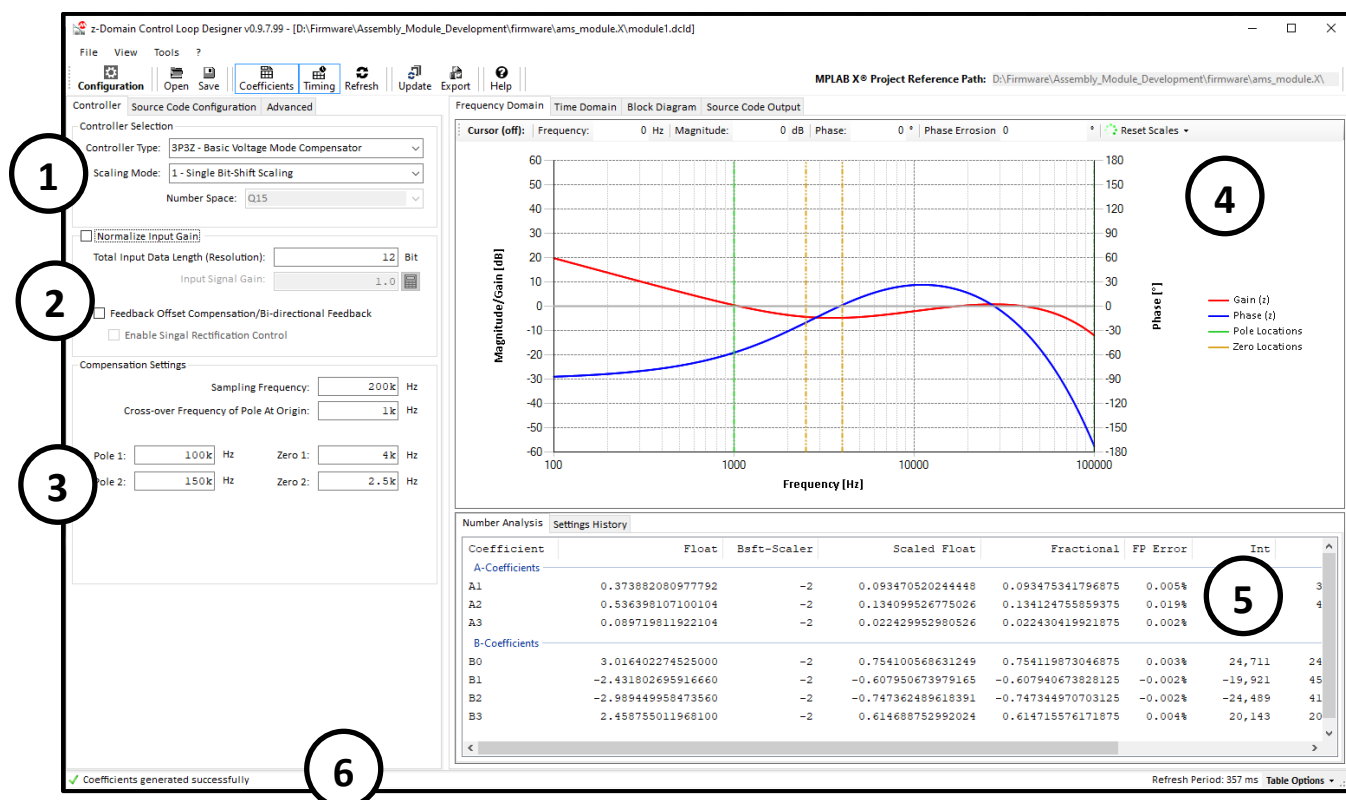 z-Domain Control Loop Designer v0.9.7.99 - [D:\Firmware\Assembly_Module_Development\firmware\ams_module.X\module1.dcld]
File View Tools ?
Configuration Open Save Coefficients Timing Refresh Update Export Help
MPLAB X® Project Reference Path: D:\Firmware\Assembly_Module_Development\firmware\ams_module.X\
Controller Source Code Configuration Advanced
Controller Selection
Controller Type: 3P3Z - Basic Voltage Mode Compensator
1
Scaling Mode: 1 - Single Bit-Shift Scaling
Number Space: Q15
Normalize Input Gain
Total Input Data Length (Resolution): 12 Bit
Input Signal Gain: 1.0
2
Feedback Offset Compensation/Bi-directional Feedback
Enable Singal Rectification Control
Compensation Settings
Sampling Frequency: 200k Hz
Cross-over Frequency of Pole At Origin: 1k Hz
Pole 1: 100k Hz Zero 1: 4k Hz
3
Pole 2: 150k Hz Zero 2: 2.5k Hz
Frequency Domain Time Domain Block Diagram Source Code Output
Cursor (off): Frequency: 0 Hz Magnitude: 0 dB Phase: 0 ° Phase Errosion 0 ° Reset Scales
4
Magnitude/Gain [dB]
60
50
40
30
20
10
0
-10
-20
-30
-40
-50
-60
180
150
120
90
60
30
0
-30
-60
-90
-120
-150
-180
Phase [°]
100 1000 10000 100000
Frequency [Hz]
Gain (z)
Phase (z)
Pole Locations
Zero Locations
Number Analysis Settings History
Coefficient Float Bsft-Scaler Scaled Float Fractional FP Error Int
A-Coefficients
A1 0.373882080977792 -2 0.093470520244448 0.093475341796875 0.005% 3
A2 0.536398107100104 -2 0.134099526775026 0.134124755859375 0.019% 4
A3 0.089719811922104 -2 0.022429952980526 0.022430419921875 0.002%
5
B-Coefficients
B0 3.016402274525000 -2 0.754100568631249 0.754119873046875 0.003% 24,711 24
B1 -2.431802695916660 -2 -0.607950673979165 -0.607940673828125 -0.002% -19,921 45
B2 -2.989449958473560 -2 -0.747362489618391 -0.747344970703125 -0.002% -24,489 41
B3 2.458755011968100 -2 0.614688752992024 0.614715576171875 0.004% 20,143 20
6
Coefficients generated successfully
Refresh Period: 357 ms Table Options